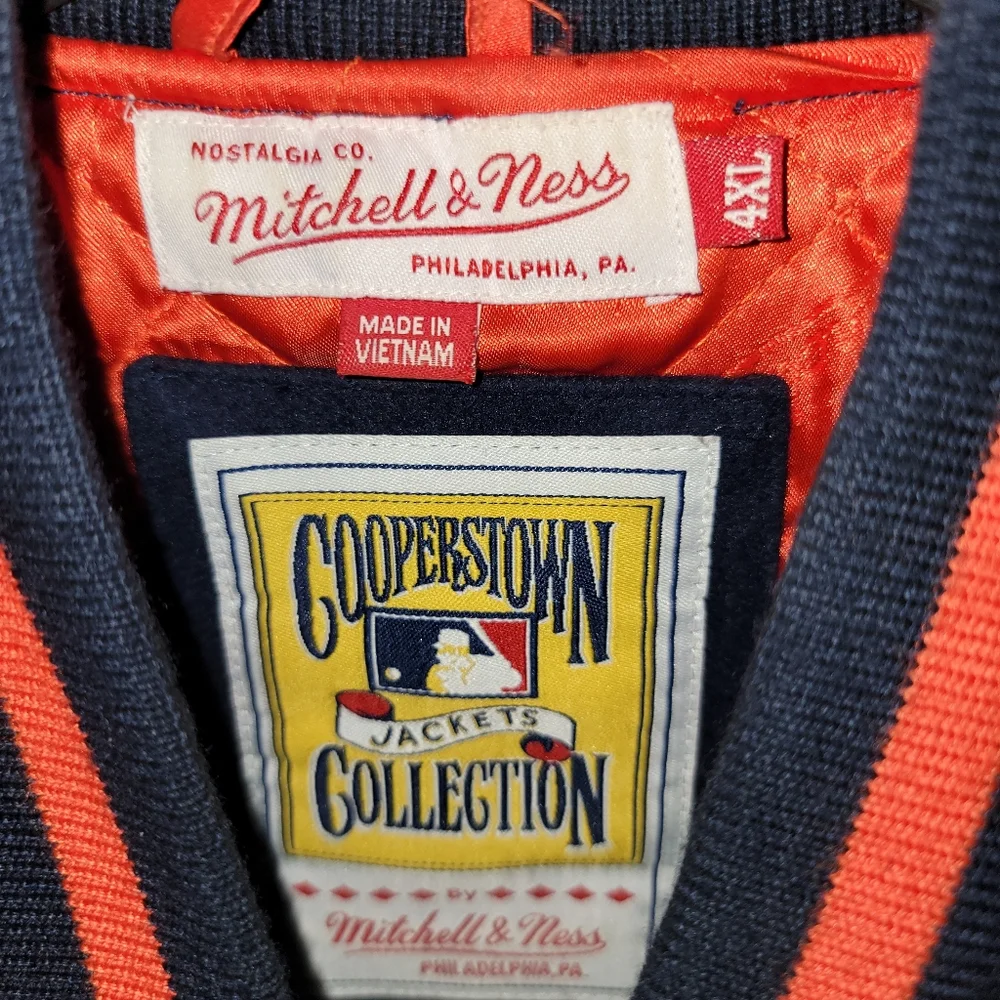 NOSTALGIA CO.
Mitchell & Ness
PHILADELPHIA, PA.
4XL
MADE IN
VIETNAM
COOPERSTOWN
JACKETS
COLLECTION
BY
Mitchell & Ness
PHILADELPHIA, PA.